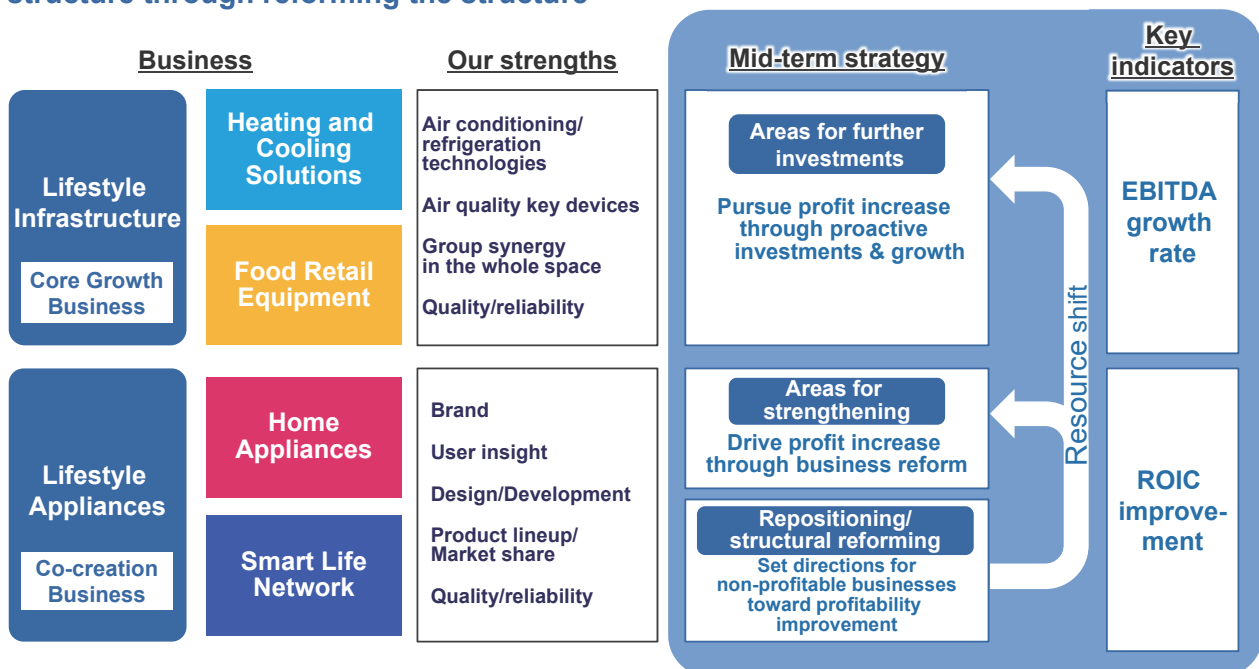 structure through reforming the structure
Business
Our strengths
Mid-term strategy
Key
indicators
Lifestyle
Infrastructure
Core Growth
Business
Heating and
Cooling
Solutions
Food Retail
Equipment
Air conditioning/
refrigeration
technologies
Air quality key devices
Group synergy
in the whole space
Quality/reliability
Areas for further
investments
Pursue profit increase
through proactive
investments & growth
EBITDA
growth
rate
Resource shift
Lifestyle
Appliances
Co-creation
Business
Home
Appliances
Smart Life
Network
Brand
User insight
Design/Development
Product lineup/
Market share
Quality/reliability
Areas for
strengthening
Drive profit increase
through business reform
Repositioning/
structural reforming
Set directions for
non-profitable businesses
toward profitability
improvement
ROIC
improve-
ment